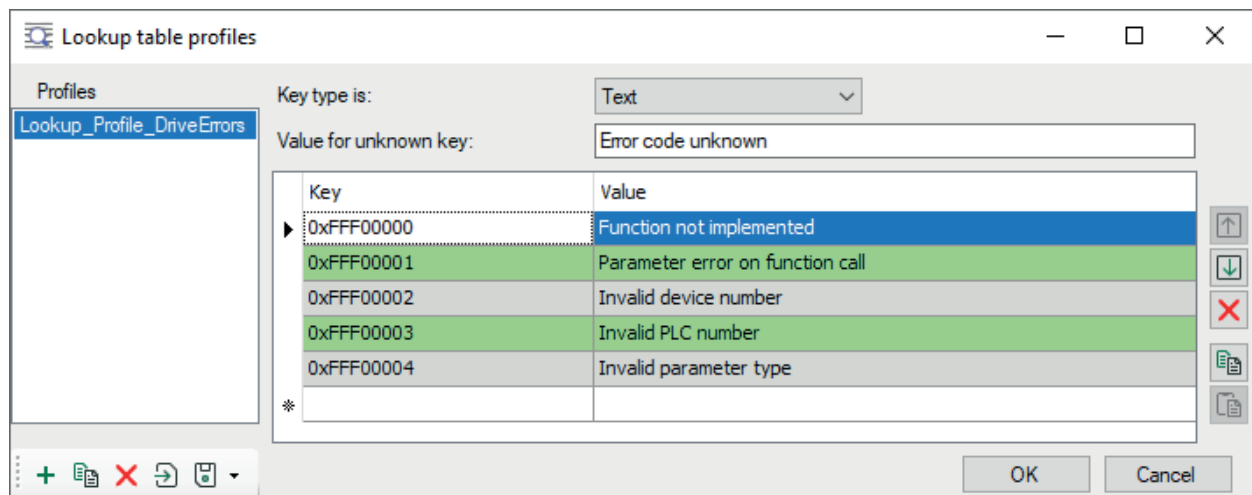 Lookup table profiles
Profiles
Lookup_Profile_DriveErrors
Key type is: Text
Value for unknown key: Error code unknown
Key Value
0xFFF00000 Function not implemented
0xFFF00001 Parameter error on function call
0xFFF00002 Invalid device number
0xFFF00003 Invalid PLC number
0xFFF00004 Invalid parameter type
OK Cancel